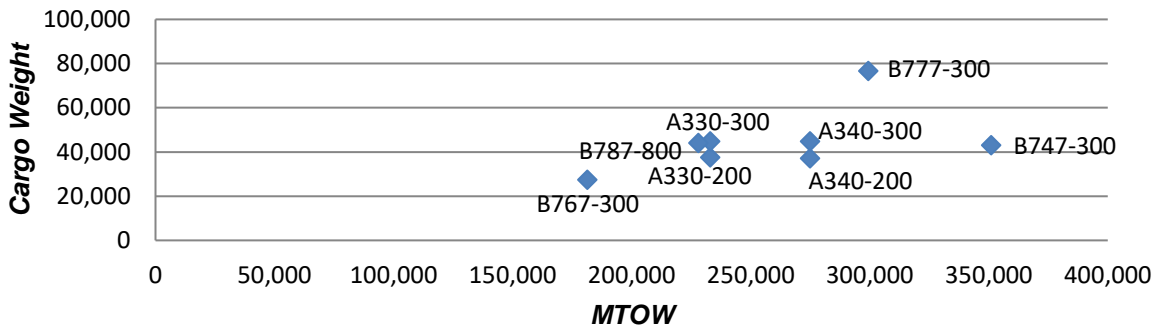 100,000
80,000
60,000
40,000
20,000
0
Cargo Weight
B777-300
A330-300
A340-300
B787-800
B747-300
A330-200
A340-200
B767-300
0
50,000
100,000
150,000
200,000
250,000
300,000
350,000
400,000
MTOW